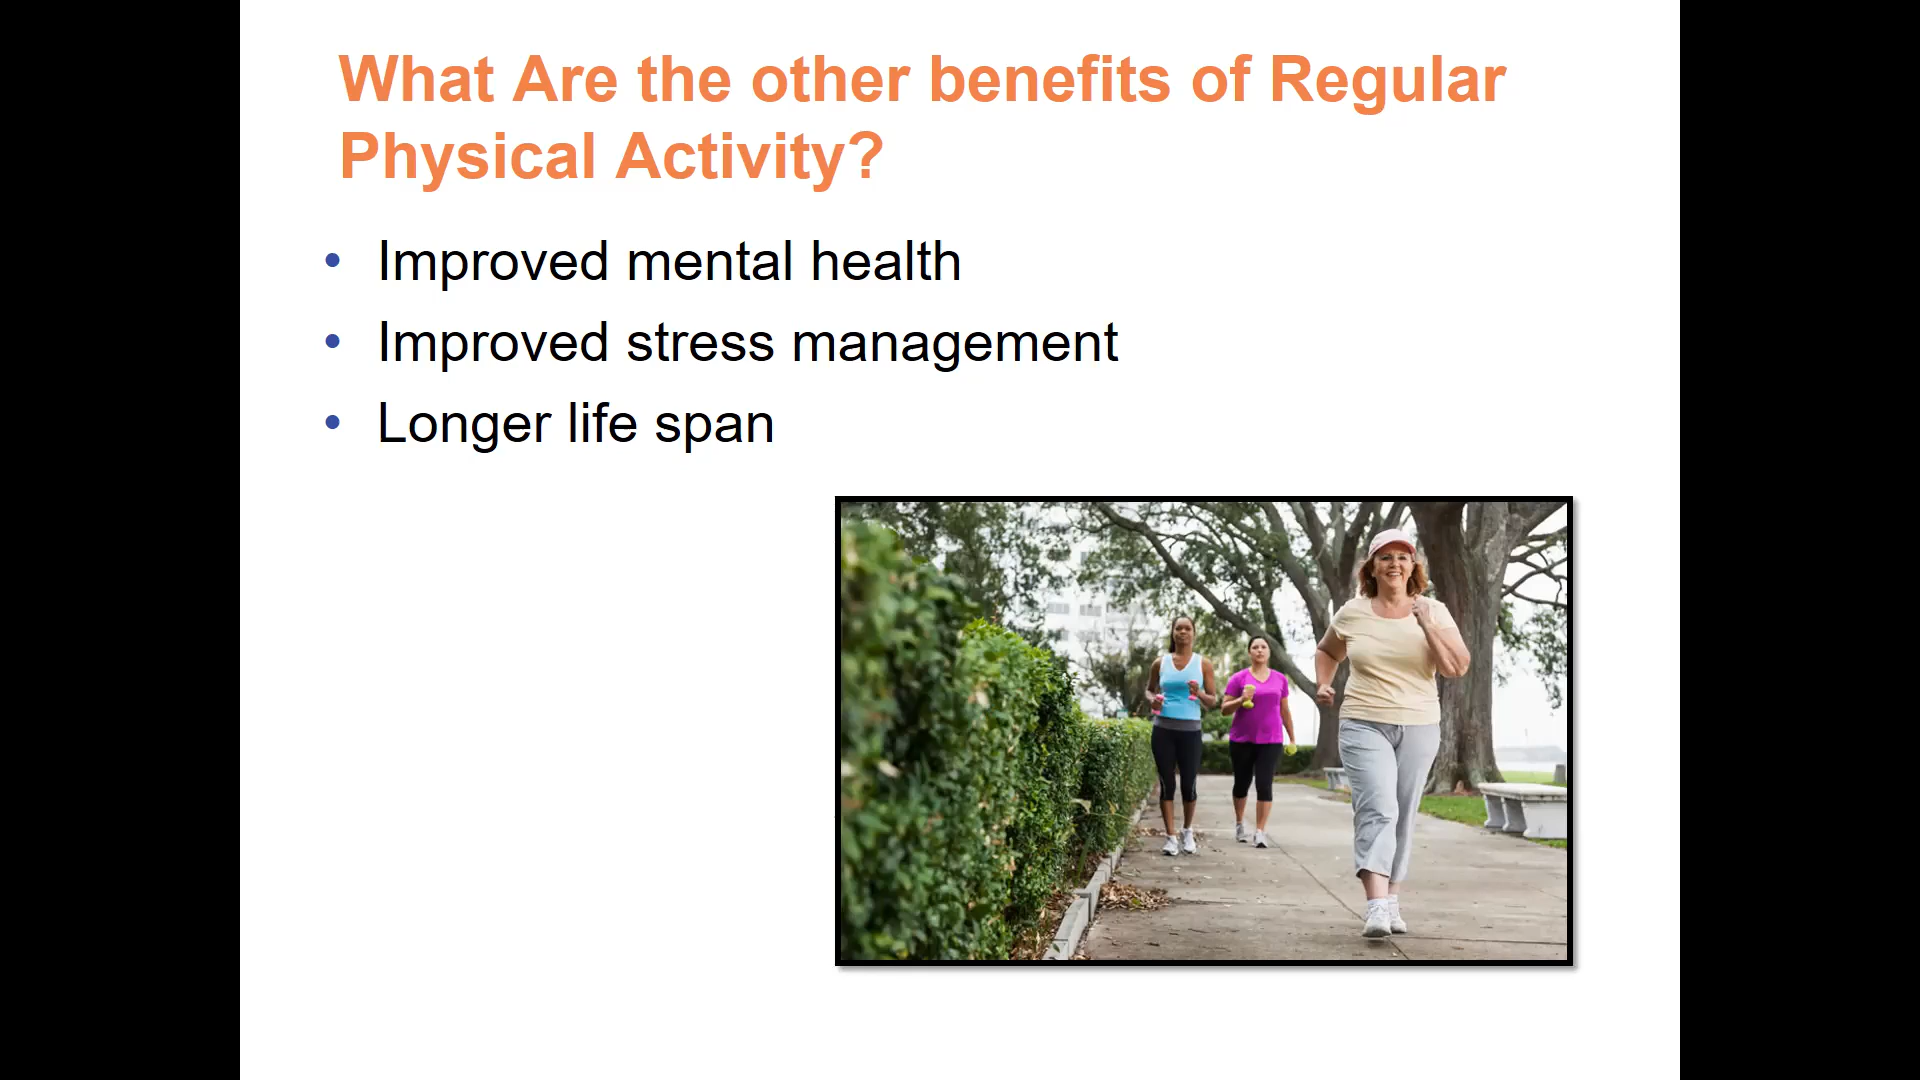 What Are the other benefits of Regular
Physical Activity?
• Improved mental health
• Improved stress management
• Longer life span